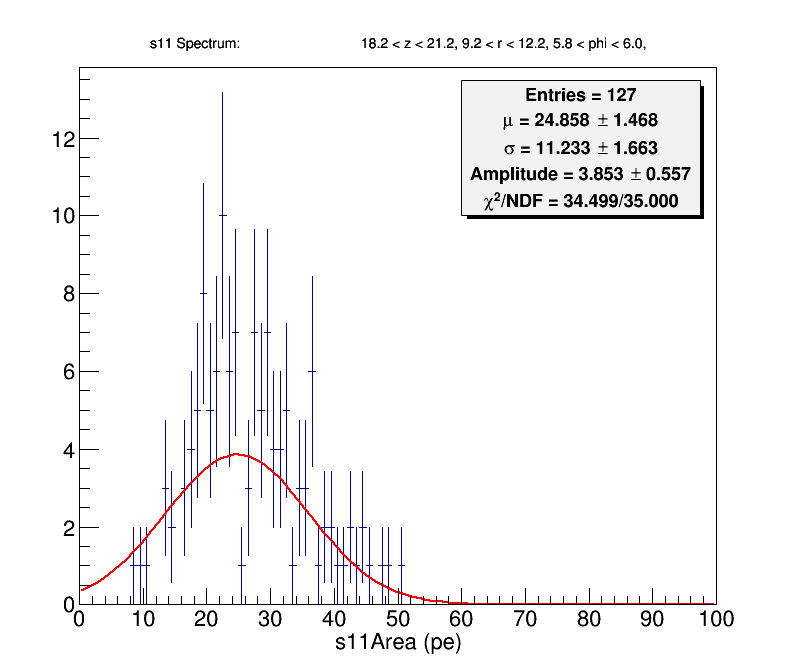 s11 Spectrum: 18.2 < z < 21.2, 9.2 < r < 12.2, 5.8 < phi < 6.0,
Entries = 127
μ = 24.858 ± 1.468
σ = 11.233 ± 1.663
Amplitude = 3.853 ± 0.557
χ²/NDF = 34.499/35.000
12
10
8
6
4
2
0
0 10 20 30 40 50 60 70 80 90 100
s11Area (pe)